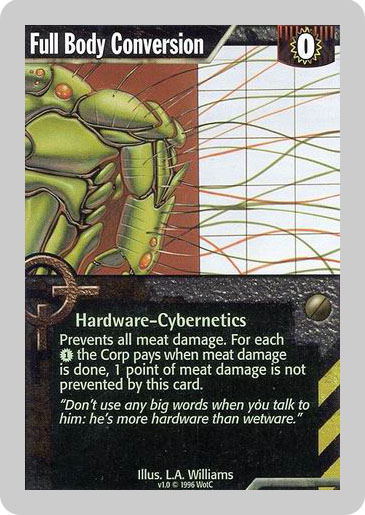 Full Body Conversion
0
Hardware-Cybernetics
Prevents all meat damage. For each
1 the Corp pays when meat damage
is done, 1 point of meat damage is not
prevented by this card.
“Don't use any big words when you talk to
him: he's more hardware than wetware.”
Illus. L.A. Williams
v1.0 © 1996 WotC